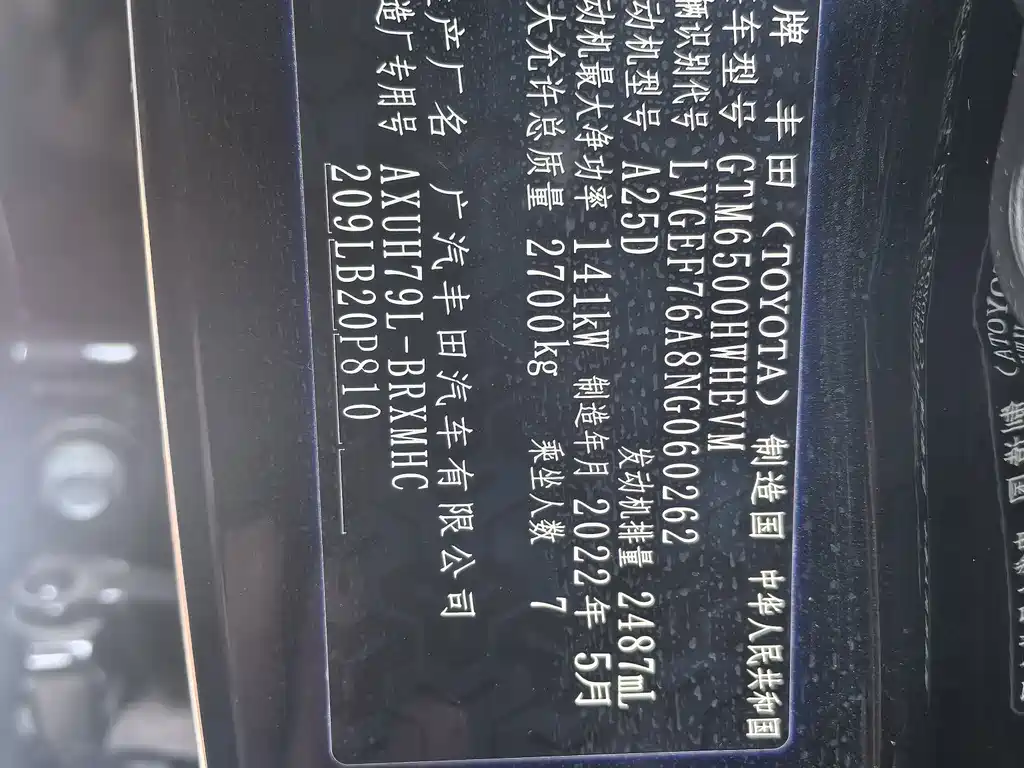 牌 丰田(TOYOTA) 制造国 中华人民共和国
车型号 GTM6500HWHEVM
辆识别代号 LVGEF76A8NG060262
动机型号 A25D 发动机排量 2487mL
动机最大净功率 141kW 制造年月 2022年 5月
大允许总质量 2700kg 乘坐人数 7
产厂名 广汽丰田汽车有限公司
造厂专用号 AXUH79L-BRXMHC
209LB20P810